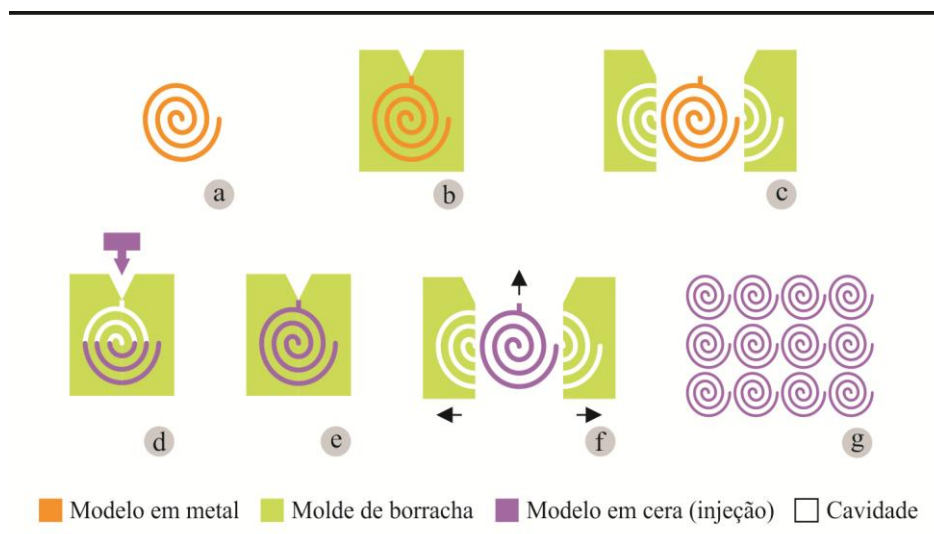 a
b
c
d
e
f
g
Modelo em metal
Molde de borracha
Modelo em cera (injeção)
Cavidade